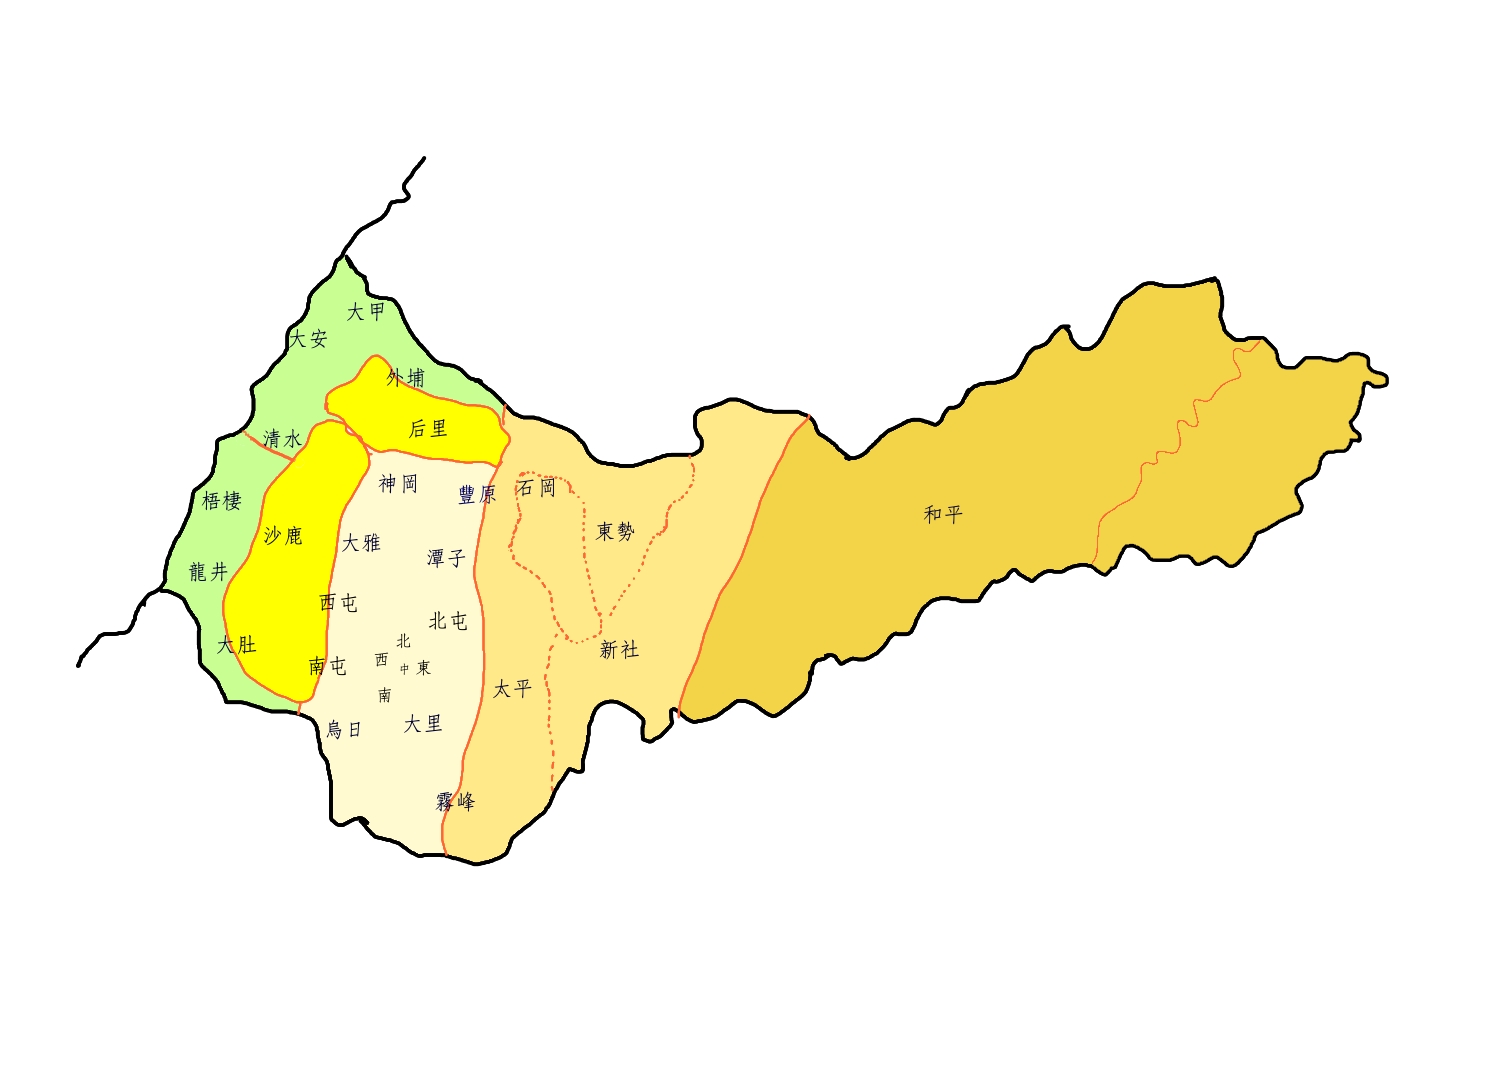 大甲
大安
外埔
后里
清水
神岡
豐原
石岡
梧棲
沙鹿
大雅
東勢
和平
潭子
龍井
西屯
北屯
北
大肚
南屯
西
中
東
新社
南
太平
烏日
大里
霧峰